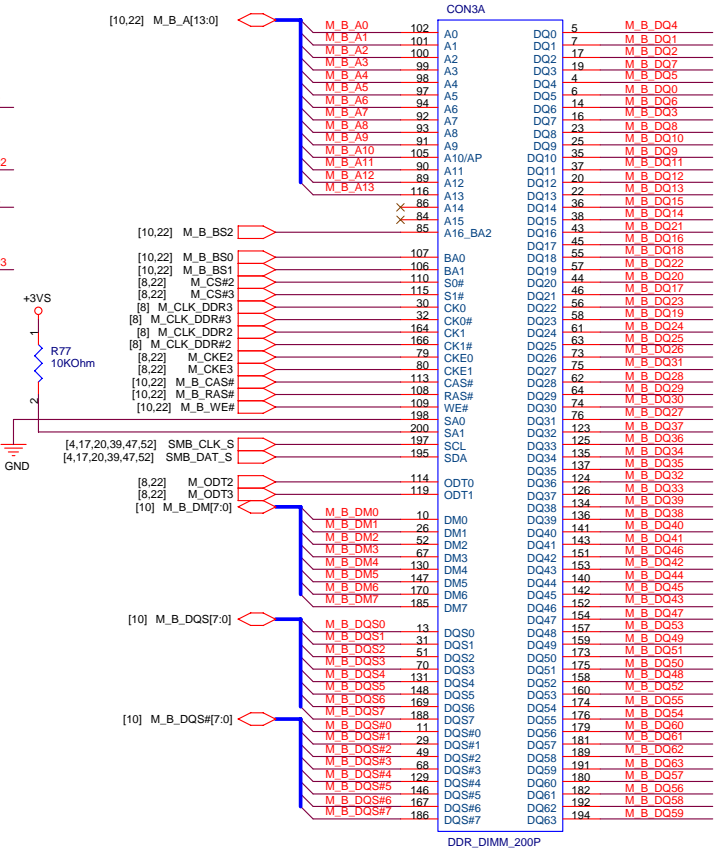 CON3A
[10,22] M_B_A[13:0]
M_B_A0 102 A0 DQ0 5 M_B_DQ4
M_B_A1 101 A1 DQ1 7 M_B_DQ1
M_B_A2 100 A2 DQ2 17 M_B_DQ2
M_B_A3 99 A3 DQ3 19 M_B_DQ7
M_B_A4 98 A4 DQ4 4 M_B_DQ5
M_B_A5 97 A5 DQ5 6 M_B_DQ0
M_B_A6 94 A6 DQ6 14 M_B_DQ6
M_B_A7 92 A7 DQ7 16 M_B_DQ3
M_B_A8 93 A8 DQ8 23 M_B_DQ8
M_B_A9 91 A9 DQ9 25 M_B_DQ10
M_B_A10 105 A10/AP DQ10 35 M_B_DQ9
2 M_B_A11 90 A11 DQ11 37 M_B_DQ11
M_B_A12 89 A12 DQ12 20 M_B_DQ12
M_B_A13 116 A13 DQ13 22 M_B_DQ13
86 A14 DQ14 36 M_B_DQ15
84 A15 DQ15 38 M_B_DQ14
[10,22] M_B_BS2 85 A16_BA2 DQ16 43 M_B_DQ21
DQ17 45 M_B_DQ16
[10,22] M_B_BS0 107 BA0 DQ18 55 M_B_DQ18
3 [10,22] M_B_BS1 106 BA1 DQ19 57 M_B_DQ22
[8,22] M_CS#2 110 S0# DQ20 44 M_B_DQ20
[8,22] M_CS#3 115 S1# DQ21 46 M_B_DQ17
+3VS [8] M_CLK_DDR3 30 CK0 DQ22 56 M_B_DQ23
[8] M_CLK_DDR#3 32 CK0# DQ23 58 M_B_DQ19
1 [8] M_CLK_DDR2 164 CK1 DQ24 61 M_B_DQ24
R77 [8] M_CLK_DDR#2 166 CK1# DQ25 63 M_B_DQ25
10KOhm [8,22] M_CKE2 79 CKE0 DQ26 73 M_B_DQ26
[8,22] M_CKE3 80 CKE1 DQ27 75 M_B_DQ31
[10,22] M_B_CAS# 113 CAS# DQ28 62 M_B_DQ28
[10,22] M_B_RAS# 108 RAS# DQ29 64 M_B_DQ29
2 [10,22] M_B_WE# 109 WE# DQ30 74 M_B_DQ30
198 SA0 DQ31 76 M_B_DQ27
200 SA1 DQ32 123 M_B_DQ37
[4,17,20,39,47,52] SMB_CLK_S 197 SCL DQ33 125 M_B_DQ36
GND [4,17,20,39,47,52] SMB_DAT_S 195 SDA DQ34 135 M_B_DQ34
DQ35 137 M_B_DQ35
[8,22] M_ODT2 114 ODT0 DQ36 124 M_B_DQ32
[8,22] M_ODT3 119 ODT1 DQ37 126 M_B_DQ33
[10] M_B_DM[7:0] DQ38 134 M_B_DQ39
M_B_DM0 10 DM0 DQ39 136 M_B_DQ38
M_B_DM1 26 DM1 DQ40 141 M_B_DQ40
M_B_DM2 52 DM2 DQ41 143 M_B_DQ41
M_B_DM3 67 DM3 DQ42 151 M_B_DQ46
M_B_DM4 130 DM4 DQ43 153 M_B_DQ42
M_B_DM5 147 DM5 DQ44 140 M_B_DQ44
M_B_DM6 170 DM6 DQ45 142 M_B_DQ45
M_B_DM7 185 DM7 DQ46 152 M_B_DQ43
[10] M_B_DQS[7:0] DQ47 154 M_B_DQ47
M_B_DQS0 13 DQS0 DQ48 157 M_B_DQ53
M_B_DQS1 31 DQS1 DQ49 159 M_B_DQ49
M_B_DQS2 51 DQS2 DQ50 173 M_B_DQ51
M_B_DQS3 70 DQS3 DQ51 175 M_B_DQ50
M_B_DQS4 131 DQS4 DQ52 158 M_B_DQ48
M_B_DQS5 148 DQS5 DQ53 160 M_B_DQ52
M_B_DQS6 169 DQS6 DQ54 174 M_B_DQ55
M_B_DQS7 188 DQS7 DQ55 176 M_B_DQ54
[10] M_B_DQS#[7:0] M_B_DQS#0 11 DQS#0 DQ56 179 M_B_DQ60
M_B_DQS#1 29 DQS#1 DQ57 181 M_B_DQ61
M_B_DQS#2 49 DQS#2 DQ58 189 M_B_DQ62
M_B_DQS#3 68 DQS#3 DQ59 191 M_B_DQ63
M_B_DQS#4 129 DQS#4 DQ60 180 M_B_DQ57
M_B_DQS#5 146 DQS#5 DQ61 182 M_B_DQ56
M_B_DQS#6 167 DQS#6 DQ62 192 M_B_DQ58
M_B_DQS#7 186 DQS#7 DQ63 194 M_B_DQ59
DDR_DIMM_200P